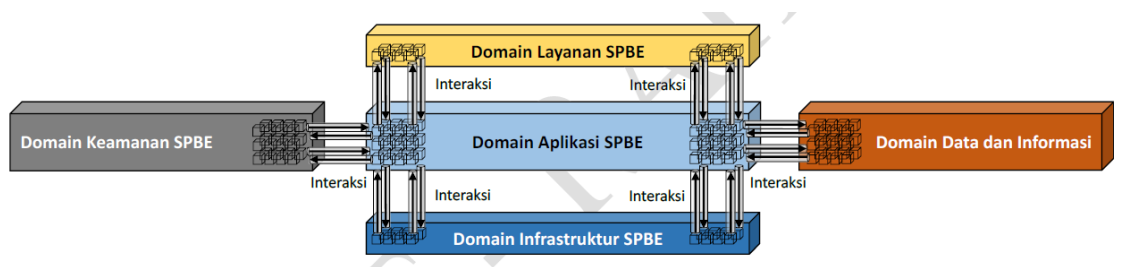 Domain Layanan SPBE
Interaksi
Interaksi
Domain Keamanan SPBE
Domain Aplikasi SPBE
Domain Data dan Informasi
Interaksi
Interaksi
Interaksi
Interaksi
Domain Infrastruktur SPBE